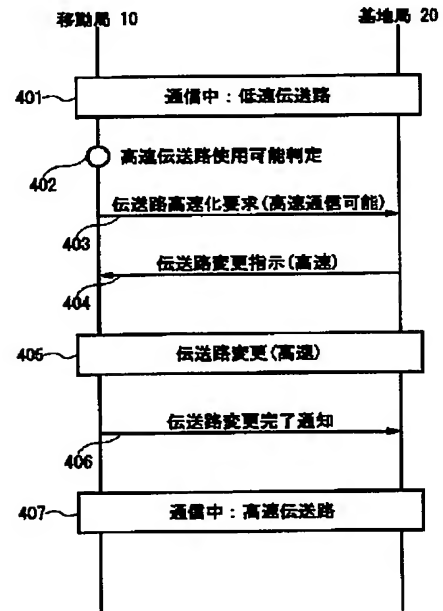 移動局 10
基地局 20
401
通信中：低速伝送路
402
高速伝送路使用可能判定
伝送路高速化要求(高速通信可能)
403
伝送路変更指示(高速)
404
405
伝送路変更(高速)
伝送路変更完了通知
406
407
通信中：高速伝送路